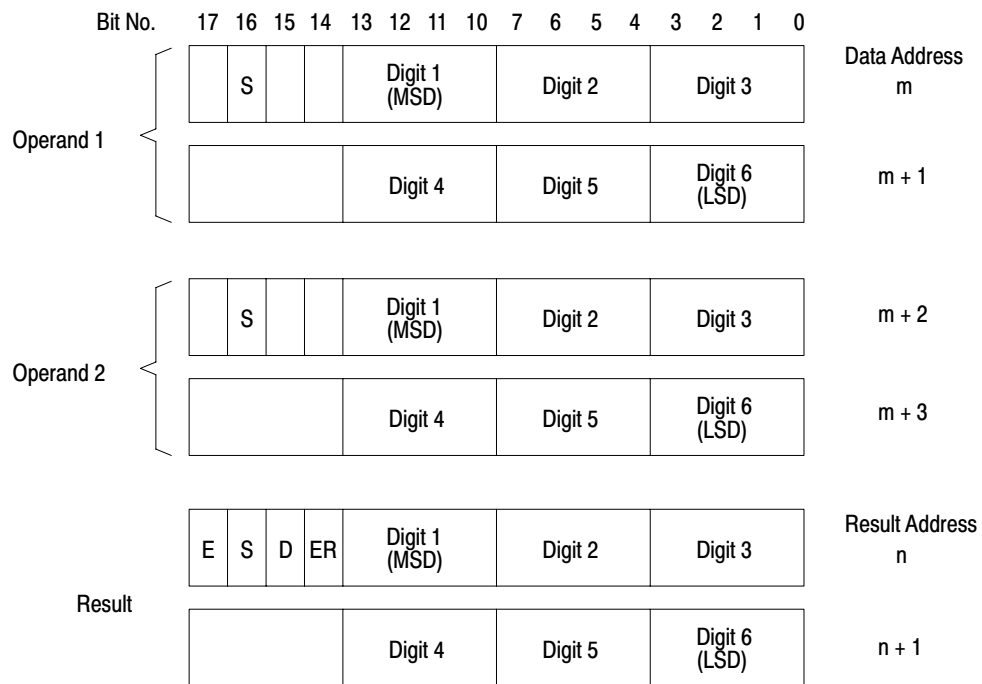 Bit No. 17 16 15 14 13 12 11 10 7 6 5 4 3 2 1 0
Data Address
Operand 1
S
Digit 1
(MSD)
Digit 2
Digit 3
m
Digit 4
Digit 5
Digit 6
(LSD)
m + 1
Operand 2
S
Digit 1
(MSD)
Digit 2
Digit 3
m + 2
Digit 4
Digit 5
Digit 6
(LSD)
m + 3
Result Address
Result
E S D ER
Digit 1
(MSD)
Digit 2
Digit 3
n
Digit 4
Digit 5
Digit 6
(LSD)
n + 1